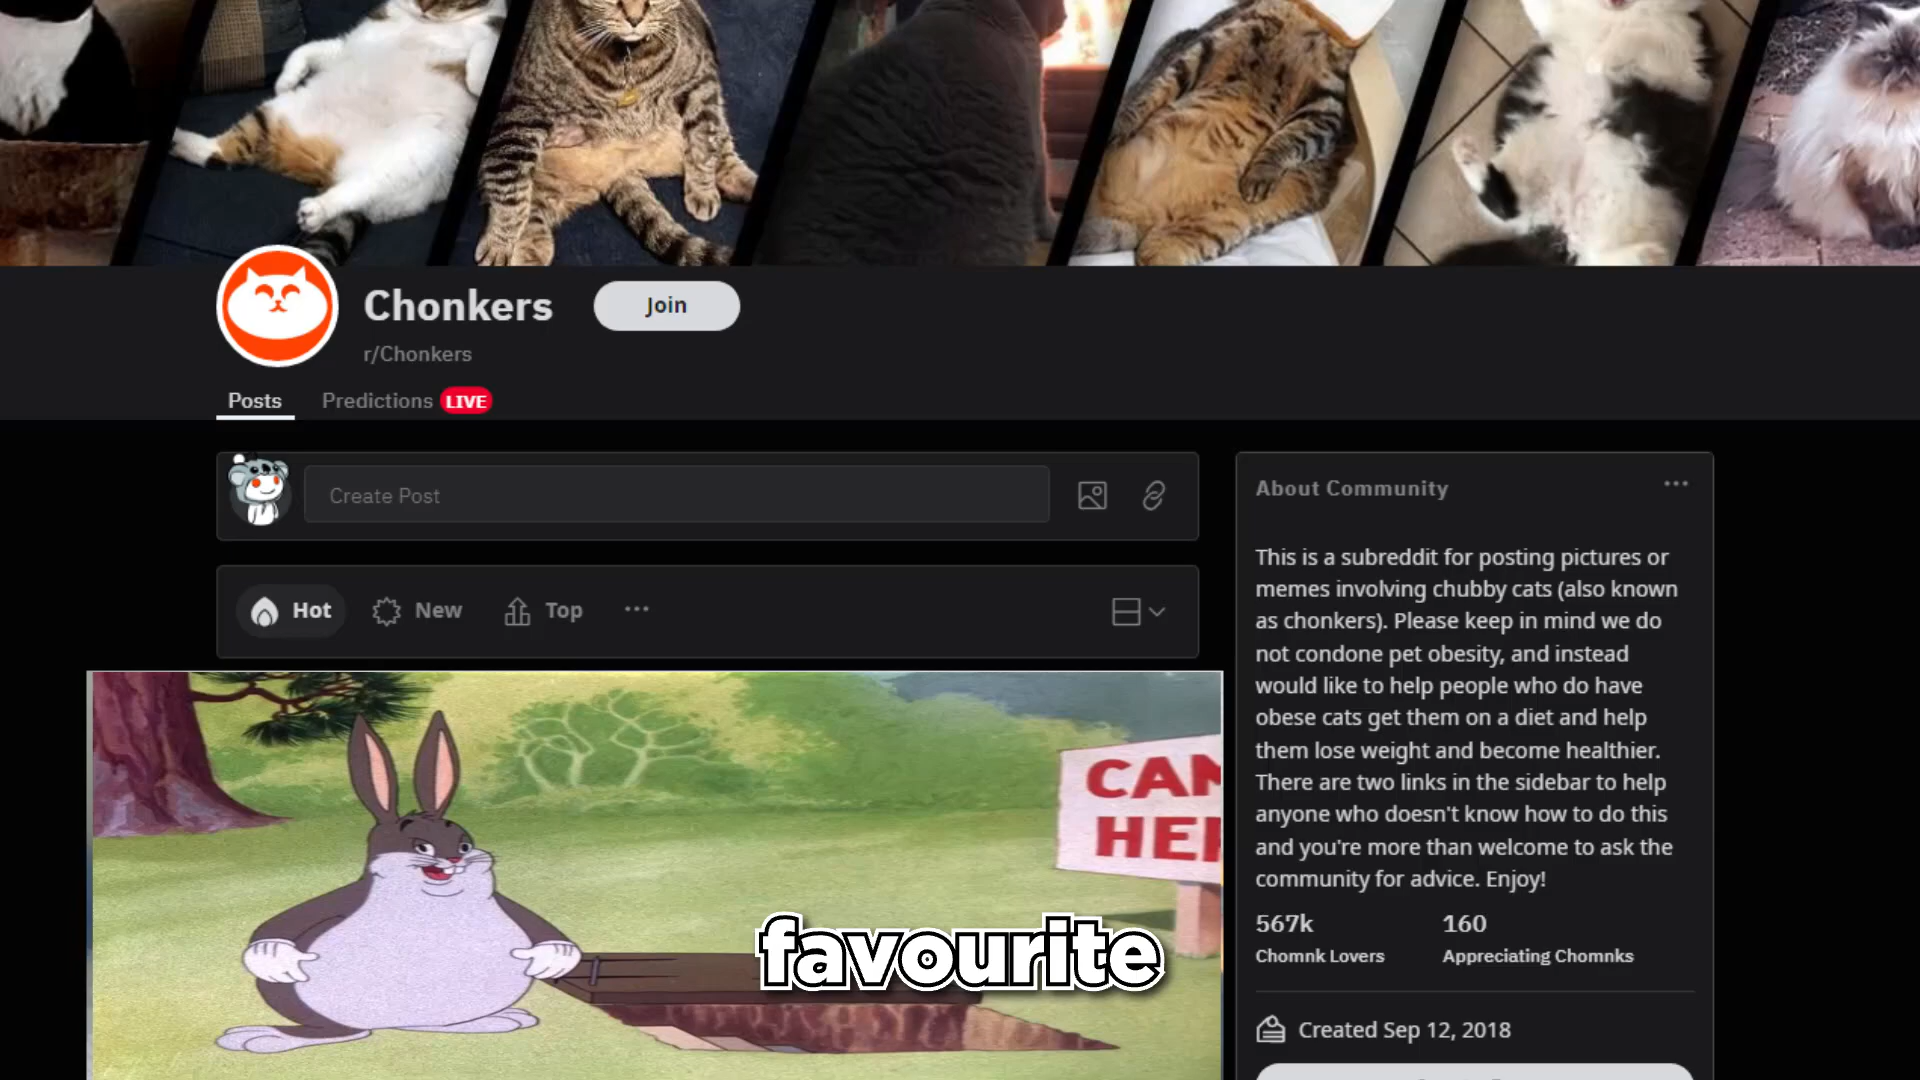 Chonkers
Join
r/Chonkers
Posts
Predictions LIVE
Create Post
Hot
New
Top
About Community
This is a subreddit for posting pictures or
memes involving chubby cats (also known
as chonkers). Please keep in mind we do
not condone pet obesity, and instead
would like to help people who do have
obese cats get them on a diet and help
them lose weight and become healthier.
There are two links in the sidebar to help
anyone who doesn't know how to do this
and you're more than welcome to ask the
community for advice. Enjoy!
567k
160
Chomnk Lovers
Appreciating Chomnks
Created Sep 12, 2018
CAN
HE
favourite